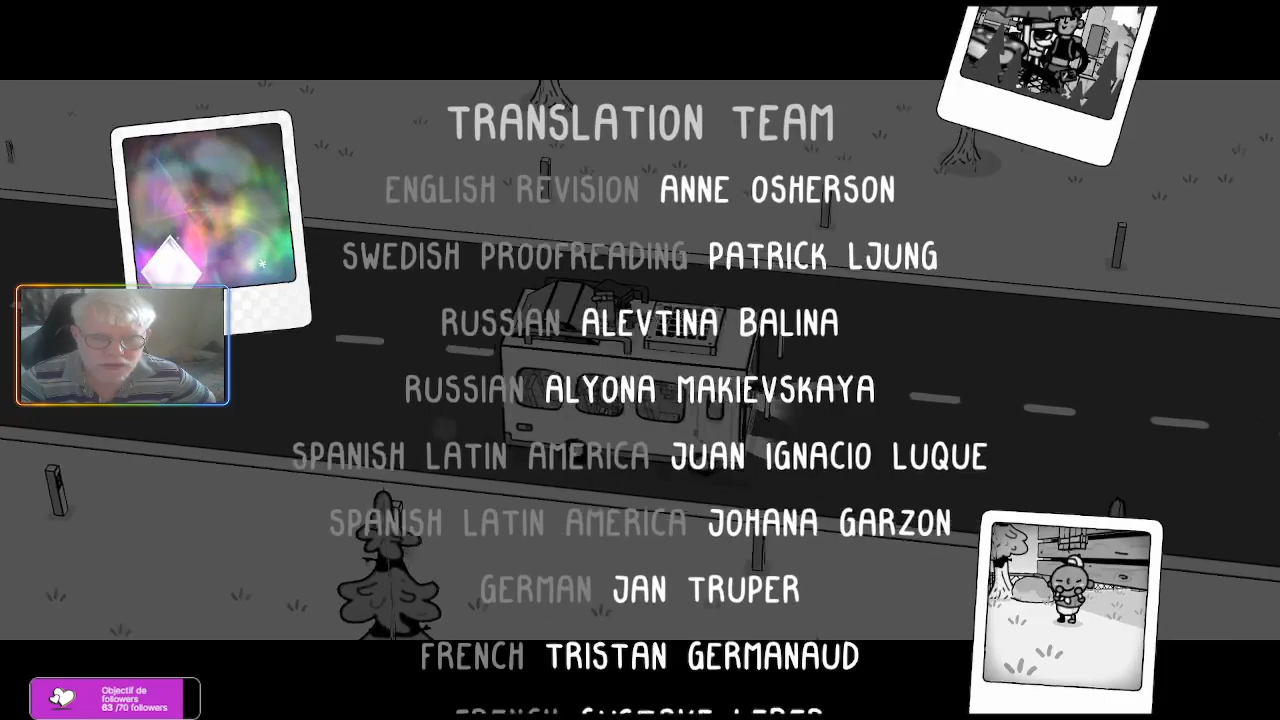 TRANSLATION TEAM
ENGLISH REVISION ANNE OSHERSON
SWEDISH PROOFREADING PATRICK LJUNG
RUSSIAN ALEVTINA BALINA
RUSSIAN ALYONA MAKIEVSKAYA
SPANISH LATIN AMERICA JUAN IGNACIO LUQUE
SPANISH LATIN AMERICA JOHANA GARZON
GERMAN JAN TRUPER
FRENCH TRISTAN GERMANAUD
FRENCH
Objectif de
followers
63 /70 followers